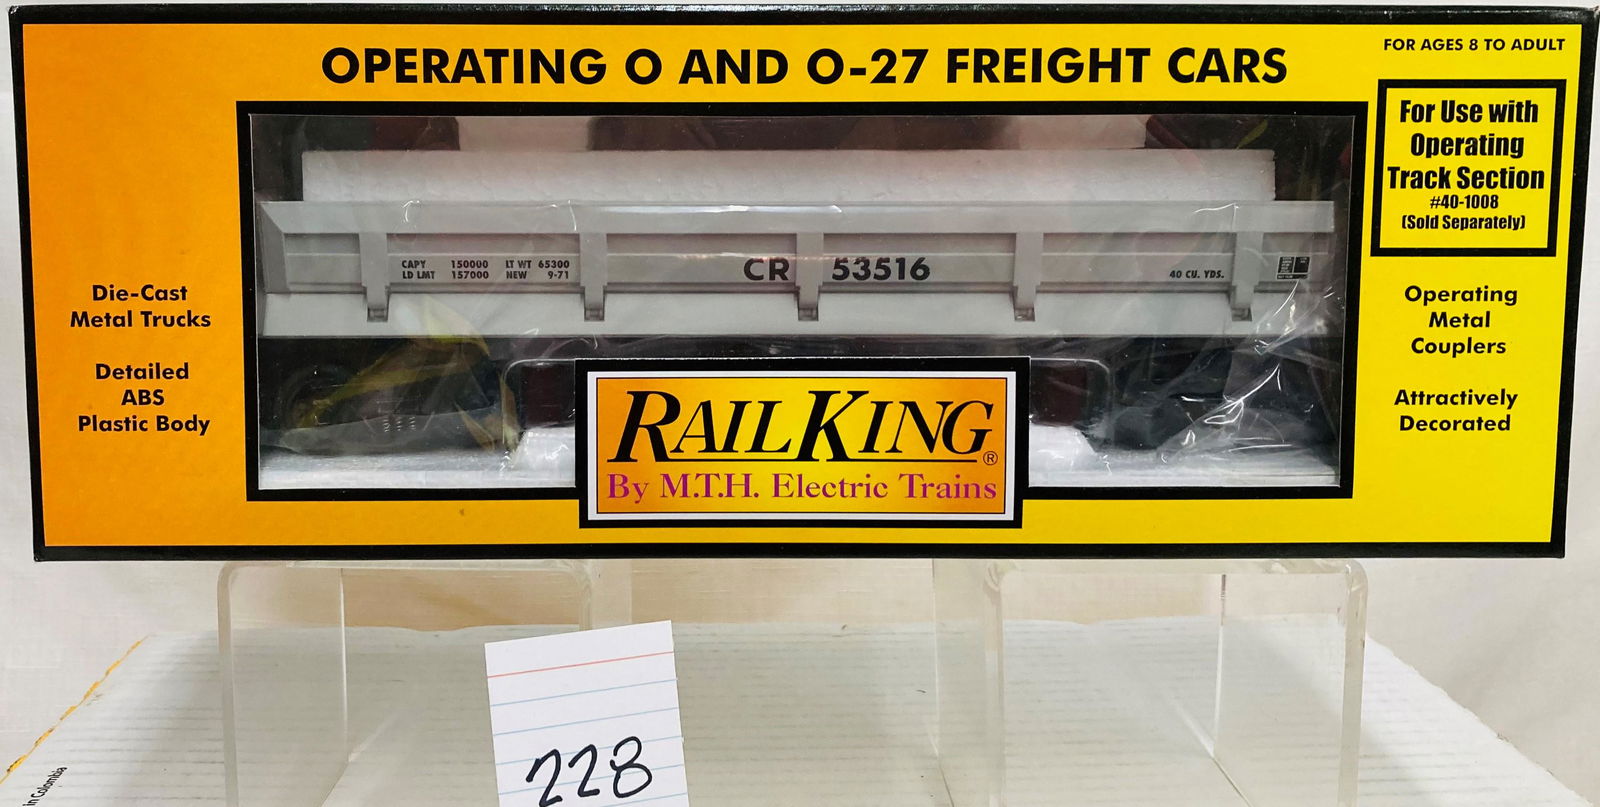 OPERATING O AND O-27 FREIGHT CARS
FOR AGES 8 TO ADULT
For Use with
Operating
Track Section
#40-1008
(Sold Separately)
CAPY 150000 LT WT 65300
LD LMT 157000 NEW 9-71
CR 53516
40 CU. YDS.
Die-Cast
Metal Trucks
Detailed
ABS
Plastic Body
Operating
Metal
Couplers
Attractively
Decorated
RAILKING®
By M.T.H. Electric Trains
228
in Colombia